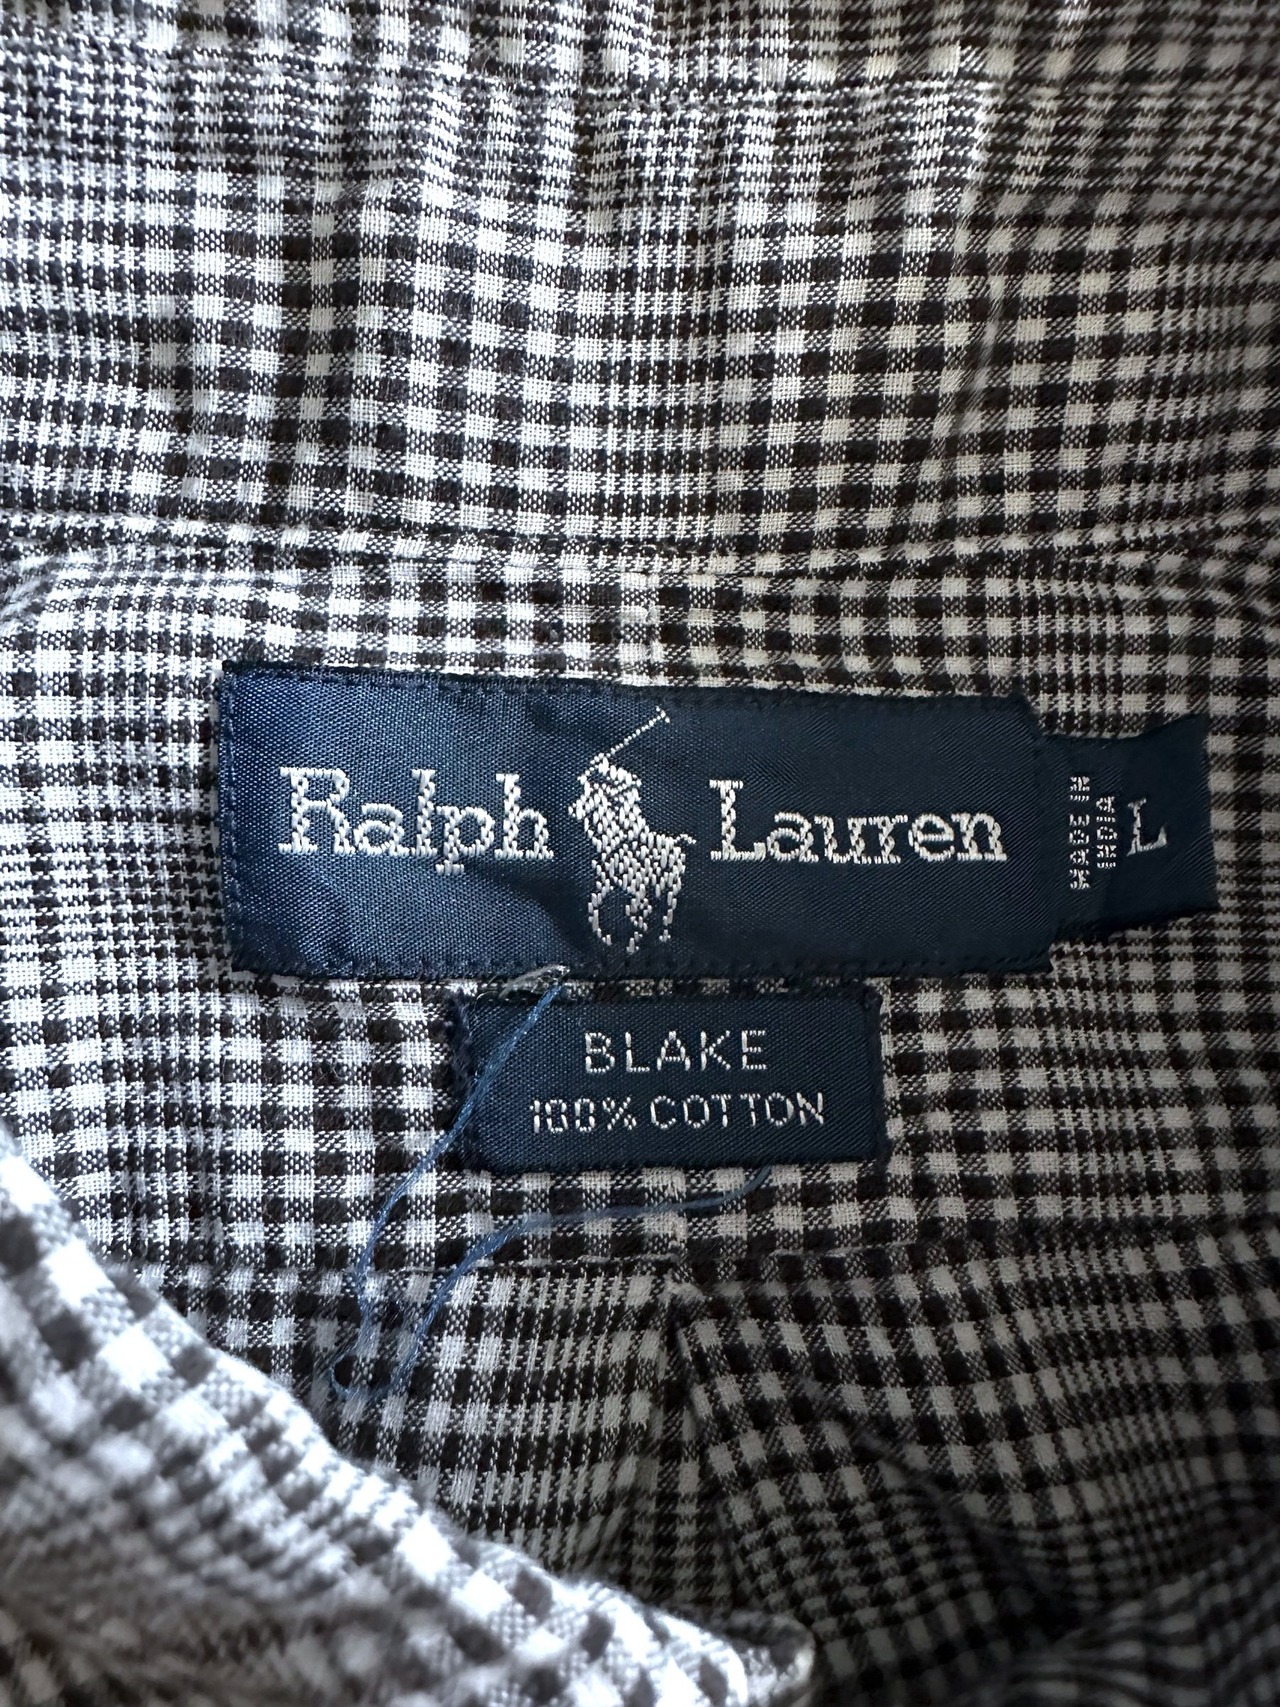 Ralph Lauren
MADE IN
INDIA
L
BLAKE
100% COTTON